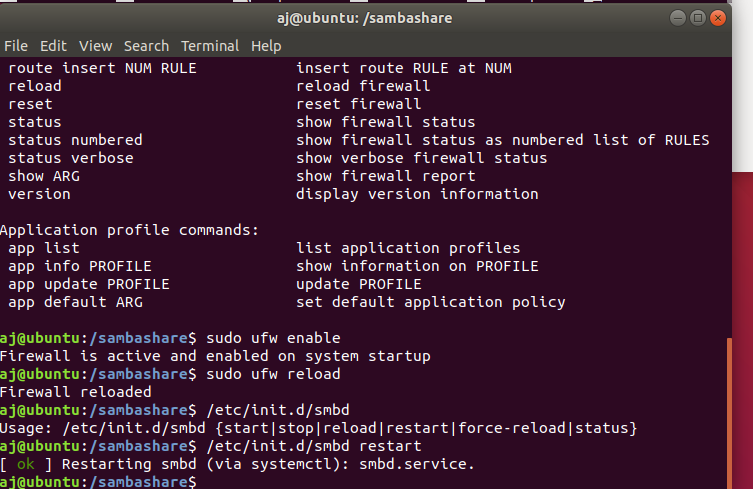 aj@ubuntu: /sambashare
File Edit View Search Terminal Help
route insert NUM RULE insert route RULE at NUM
reload reload firewall
reset reset firewall
status show firewall status
status numbered show firewall status as numbered list of RULES
status verbose show verbose firewall status
show ARG show firewall report
version display version information
Application profile commands:
app list list application profiles
app info PROFILE show information on PROFILE
app update PROFILE update PROFILE
app default ARG set default application policy
aj@ubuntu:/sambashare$ sudo ufw enable
Firewall is active and enabled on system startup
aj@ubuntu:/sambashare$ sudo ufw reload
Firewall reloaded
aj@ubuntu:/sambashare$ /etc/init.d/smbd
Usage: /etc/init.d/smbd {start|stop|reload|restart|force-reload|status}
aj@ubuntu:/sambashare$ /etc/init.d/smbd restart
[ ok ] Restarting smbd (via systemctl): smbd.service.
aj@ubuntu:/sambashare$